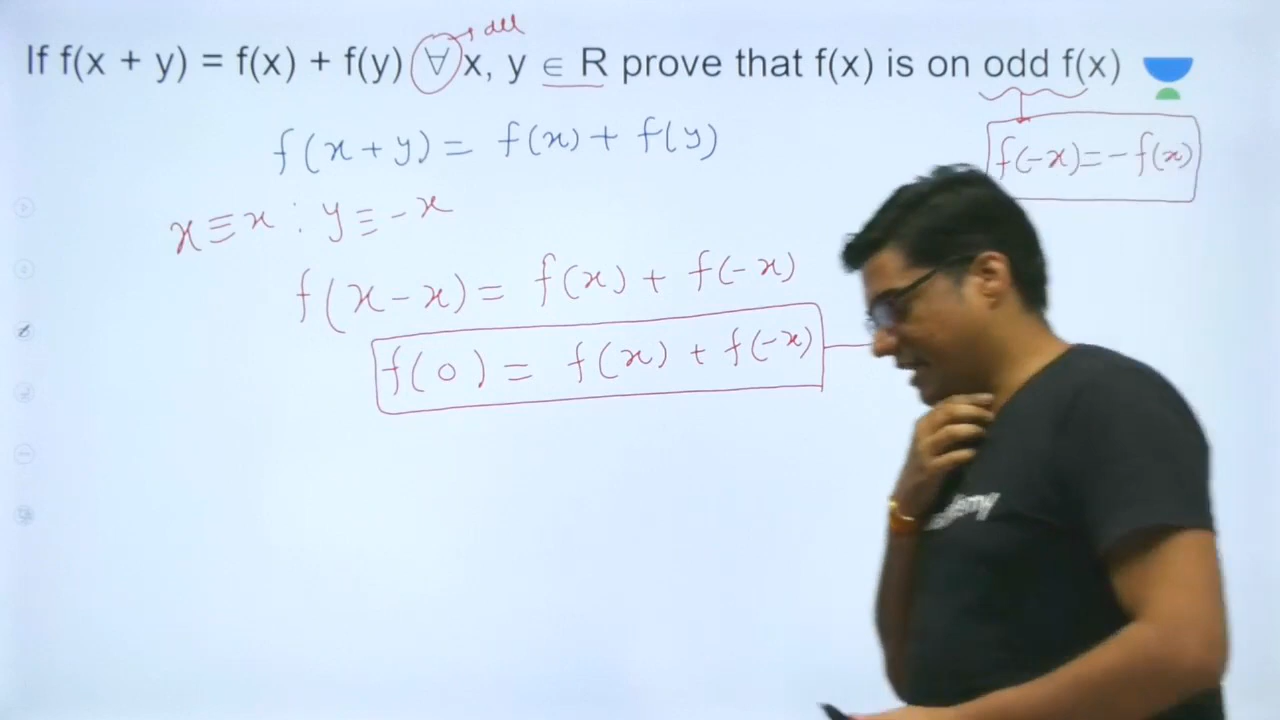 all
If f(x + y) = f(x) + f(y) ∀ x, y ∈ R prove that f(x) is on odd f(x)
f(x+y) = f(x) + f(y)
f(-x) = -f(x)
x ≡ x : y ≡ -x
f(x-x) = f(x) + f(-x)
f(0) = f(x) + f(-x)